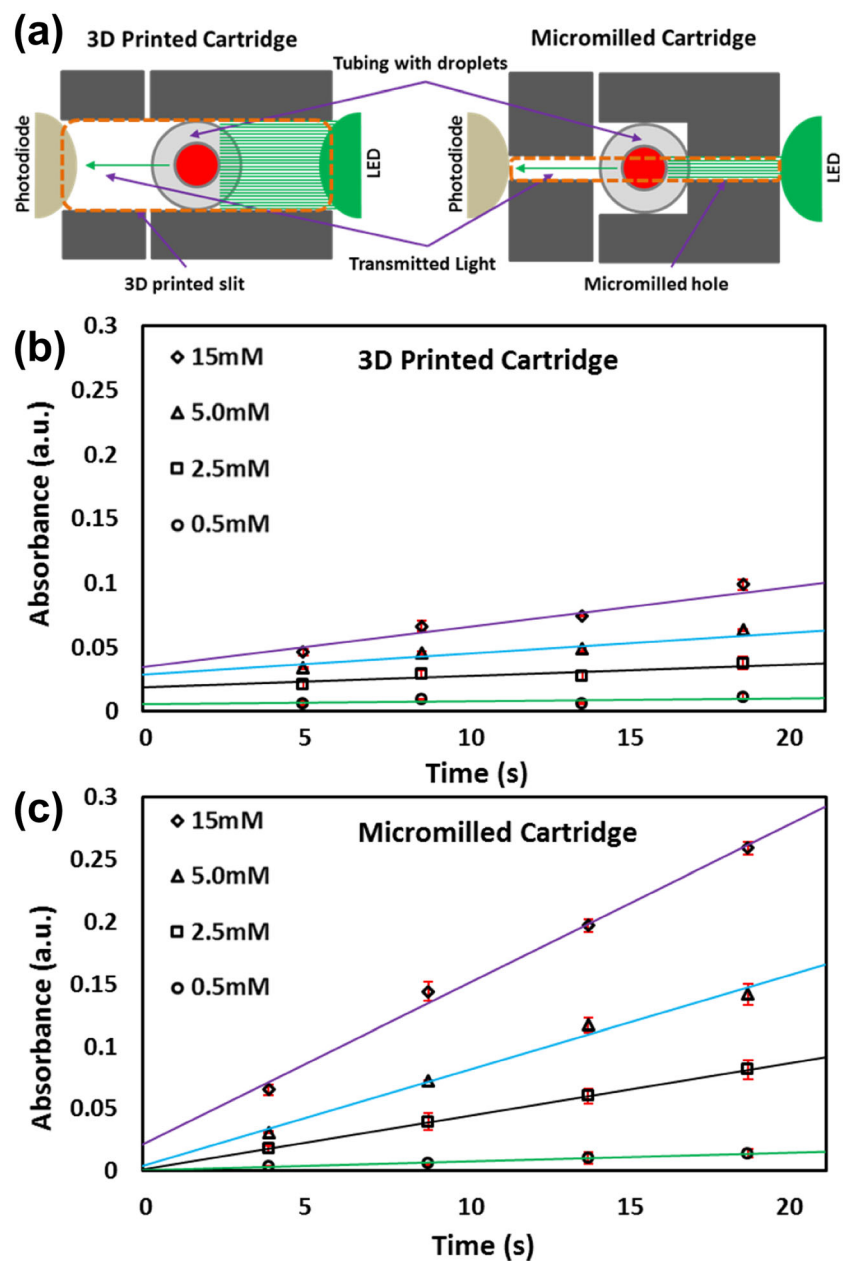 (a)
3D Printed Cartridge
Micromilled Cartridge
Tubing with droplets
Photodiode
LED
Photodiode
LED
Transmitted Light
3D printed slit
Micromilled hole
(b)
3D Printed Cartridge
0.3
0.25
0.2
0.15
0.1
0.05
0
Absorbance (a.u.)
15mM
5.0mM
2.5mM
0.5mM
0
5
10
15
20
Time (s)
(c)
Micromilled Cartridge
0.3
0.25
0.2
0.15
0.1
0.05
0
Absorbance (a.u.)
15mM
5.0mM
2.5mM
0.5mM
0
5
10
15
20
Time (s)